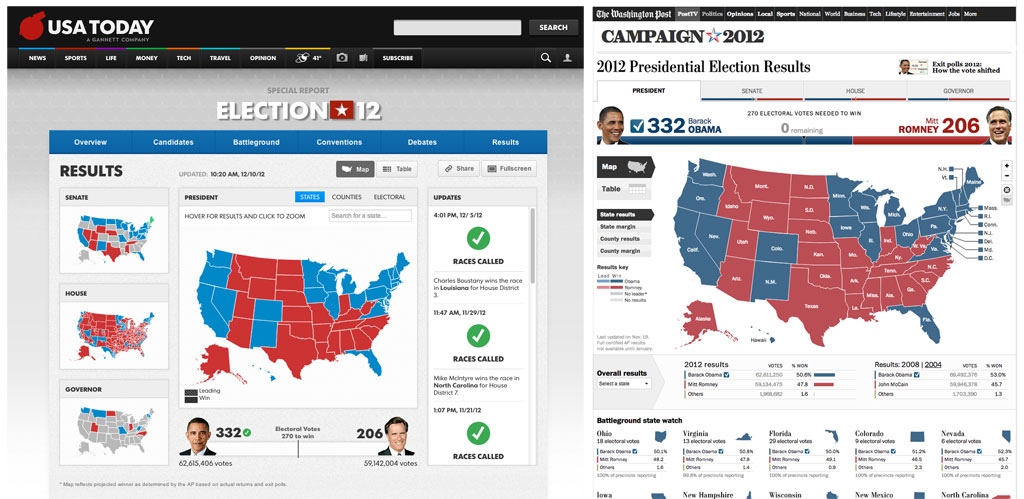 USA TODAY
A GANNETT COMPANY
SEARCH
NEWS SPORTS LIFE MONEY TECH TRAVEL OPINION 41° SUBSCRIBE
SPECIAL REPORT
ELECTION 12
Overview Candidates Battleground Conventions Debates Results
RESULTS
UPDATED: 10:20 AM, 12/10/12
Map Table Share Fullscreen
SENATE
HOUSE
GOVERNOR
PRESIDENT STATES COUNTIES ELECTORAL
HOVER FOR RESULTS AND CLICK TO ZOOM
Search for a state...
Leading
Win
332
Electoral Votes
270 to win
206
62,615,406 votes
59,142,004 votes
UPDATES
4:01 PM, 12/ 5/12
RACES CALLED
Charles Boustany wins the race
in Louisiana for House District
3.
11:47 AM, 11/29/12
RACES CALLED
Mike McIntyre wins the race in
North Carolina for House
District 7.
1:07 PM, 11/21/12
RACES CALLED
* Map reflects projected winner as determined by the AP based on actual returns and exit polls.
The Washington Post PostTV Politics Opinions Local Sports National World Business Tech Lifestyle Entertainment Jobs More
CAMPAIGN 2012
2012 Presidential Election Results
Exit polls 2012:
How the vote shifted
PRESIDENT SENATE HOUSE GOVERNOR
270 ELECTORAL VOTES NEEDED TO WIN
332 Barack
OBAMA
0 remaining
Mitt
ROMNEY 206
Map
Table
State results
State margin
County results
County margin
Results key
Lead Win
Obama
Romney
No leader*
No results
Last updated on Nov. 19.
Full certified AP results
not available until January.
Wash.
Ore.
Calif.
Nev.
Idaho
Mont.
Wyo.
Utah
Colo.
Ariz.
N.M.
N.D.
S.D.
Neb.
Kan.
Okla.
Texas
Minn.
Iowa
Mo.
Ark.
La.
Wis.
Ill.
Mich.
Ind.
Ohio
Ky.
Tenn.
Miss.
Ala.
Ga.
Fla.
S.C.
N.C.
Va.
W. Va.
Pa.
N.Y.
Maine
N.H.
Vt.
Mass.
R.I.
Conn.
N.J.
Del.
Md.
D.C.
Alaska
Hawaii
Overall results
Select a state
2012 results VOTES % WON
Barack Obama 62,611,250 50.6%
Mitt Romney 59,134,475 47.8
Others 1.6
Results: 2008 | 2004 VOTES % WON
Barack Obama 69,492,376 53.0%
John McCain 59,946,378 45.7
Others 1,703,390 1.3
Battleground state watch
Ohio
18 electoral votes
Barack Obama 50.1%
Mitt Romney 48.2
Others 1.6
100% of precincts reporting
Virginia
13 electoral votes
Barack Obama 50.8%
Mitt Romney 47.8
Others 1.4
99.8% of precincts reporting
Florida
29 electoral votes
Barack Obama 50.0%
Mitt Romney 49.1
Others 0.9
100% of precincts reporting
Colorado
9 electoral votes
Barack Obama 51.2%
Mitt Romney 46.5
Others 2.3
100% of precincts reporting
Nevada
6 electoral votes
Barack Obama 52.3%
Mitt Romney 45.7
Others 2.0
100% of precincts reporting
Iowa New Hampshire Wisconsin New Mexico North Carolina